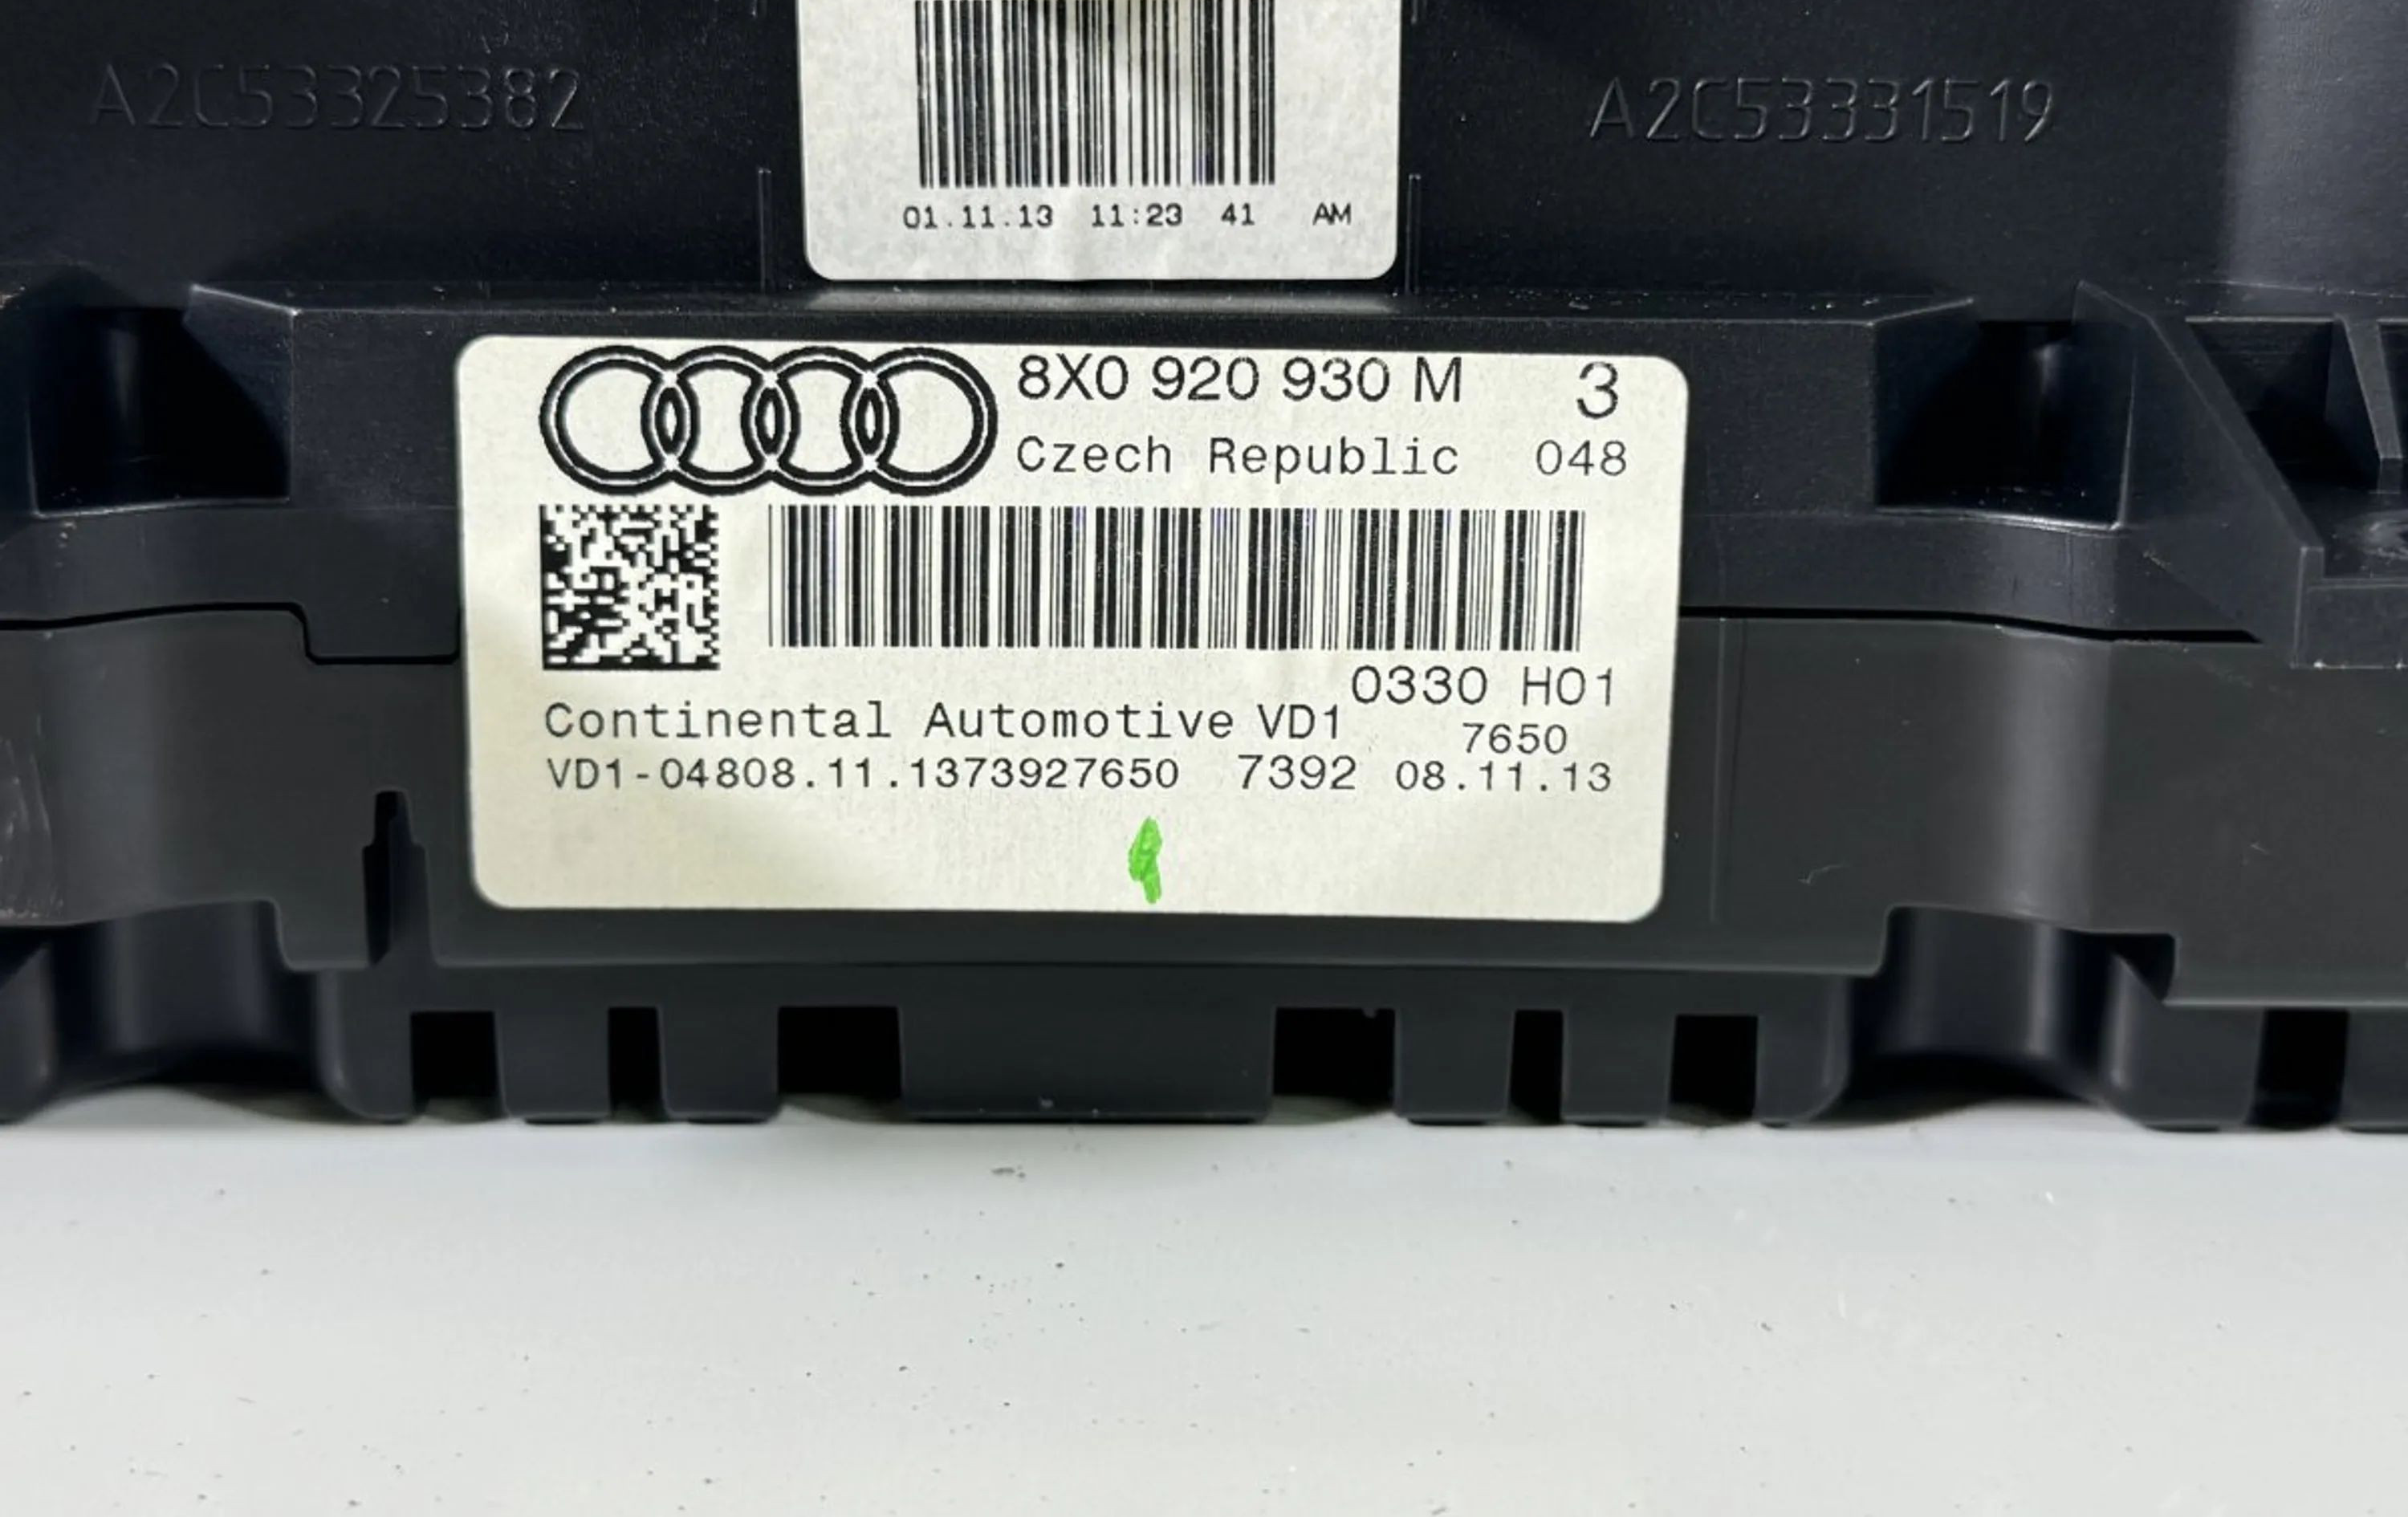 A2C53325382
A2C53331519
01.11.13 11:23 41 AM
8X0 920 930 M 3
Czech Republic 048
0330 H01
Continental Automotive VD1 7650
VD1-04808.11.1373927650 7392 08.11.13